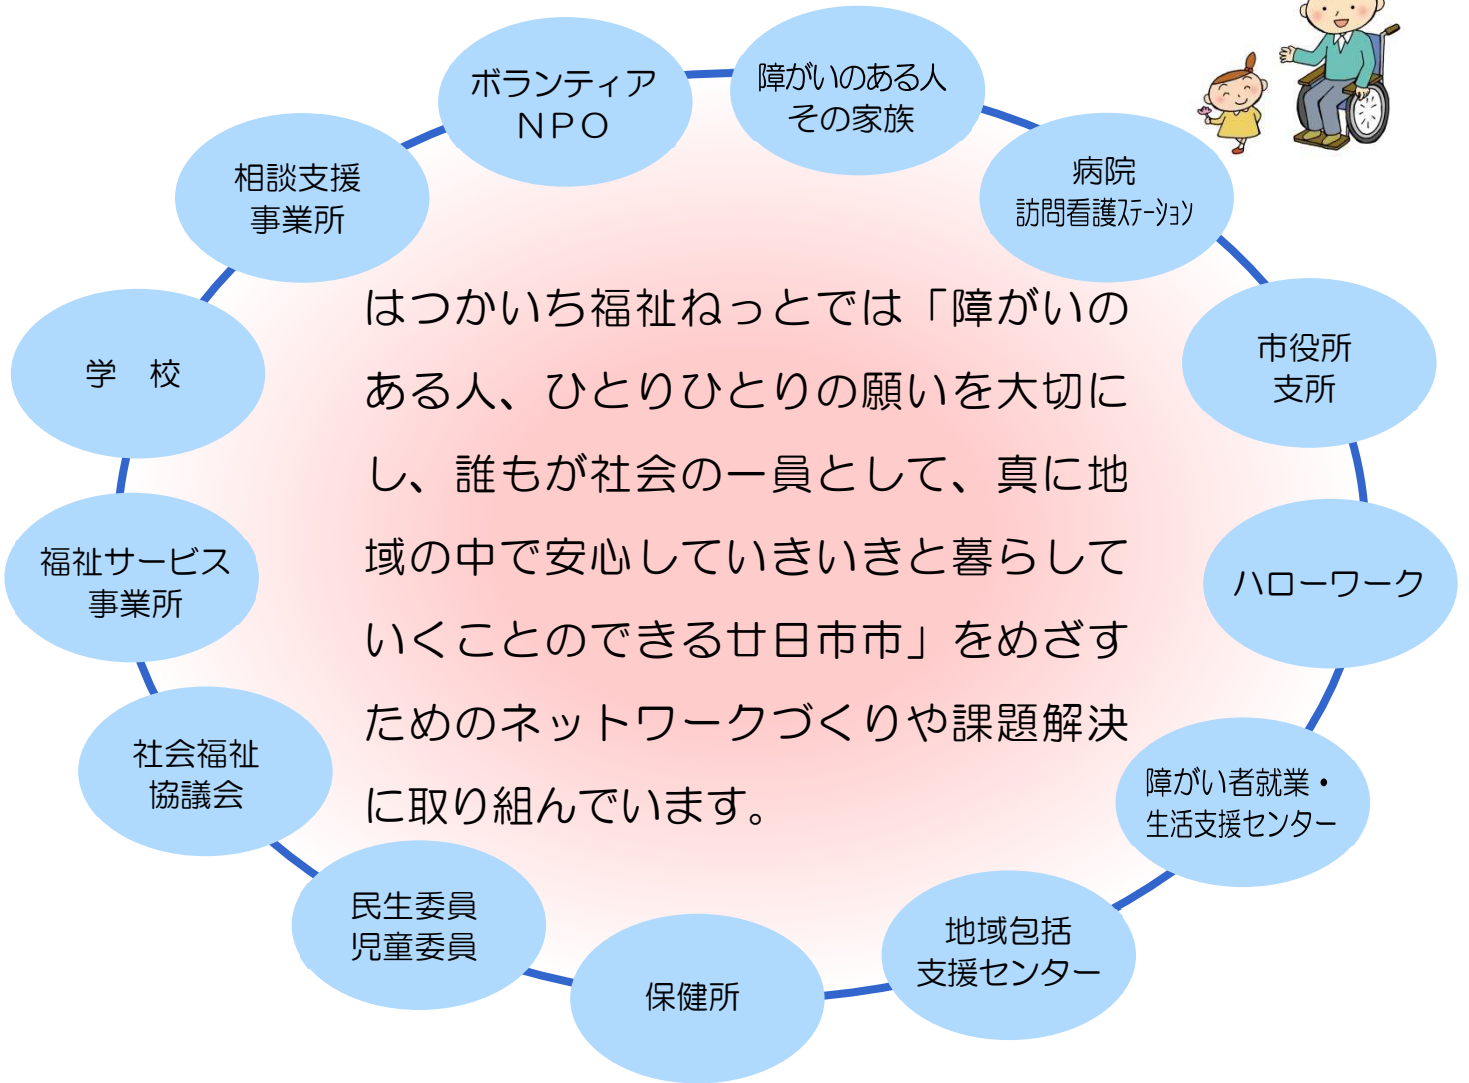 ボランティア
ＮＰＯ
障がいのある人
その家族
病院
訪問看護ｽﾃｰｼｮﾝ
相談支援
事業所
市役所
支所
学　校
はつかいち福祉ねっとでは「障がいの
ある人、ひとりひとりの願いを大切に
し、誰もが社会の一員として、真に地
域の中で安心していきいきと暮らして
いくことのできる廿日市市」をめざす
ためのネットワークづくりや課題解決
に取り組んでいます。
福祉サービス
事業所
ハローワーク
社会福祉
協議会
障がい者就業・
生活支援センター
民生委員
児童委員
地域包括
支援センター
保健所